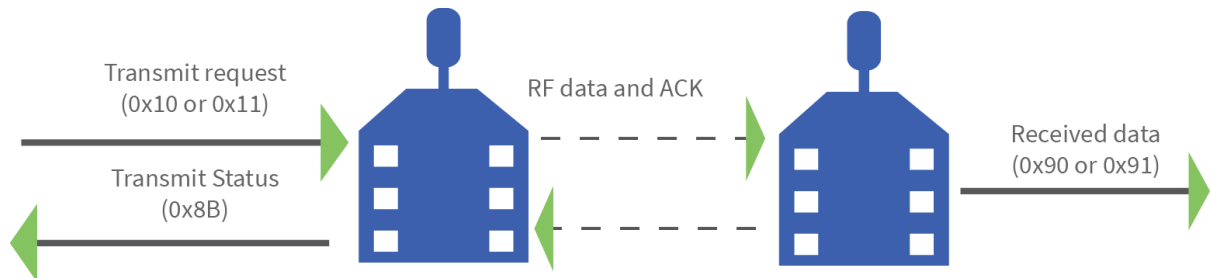 Transmit request
(0x10 or 0x11)
Transmit Status
(0x8B)
RF data and ACK
Received data
(0x90 or 0x91)